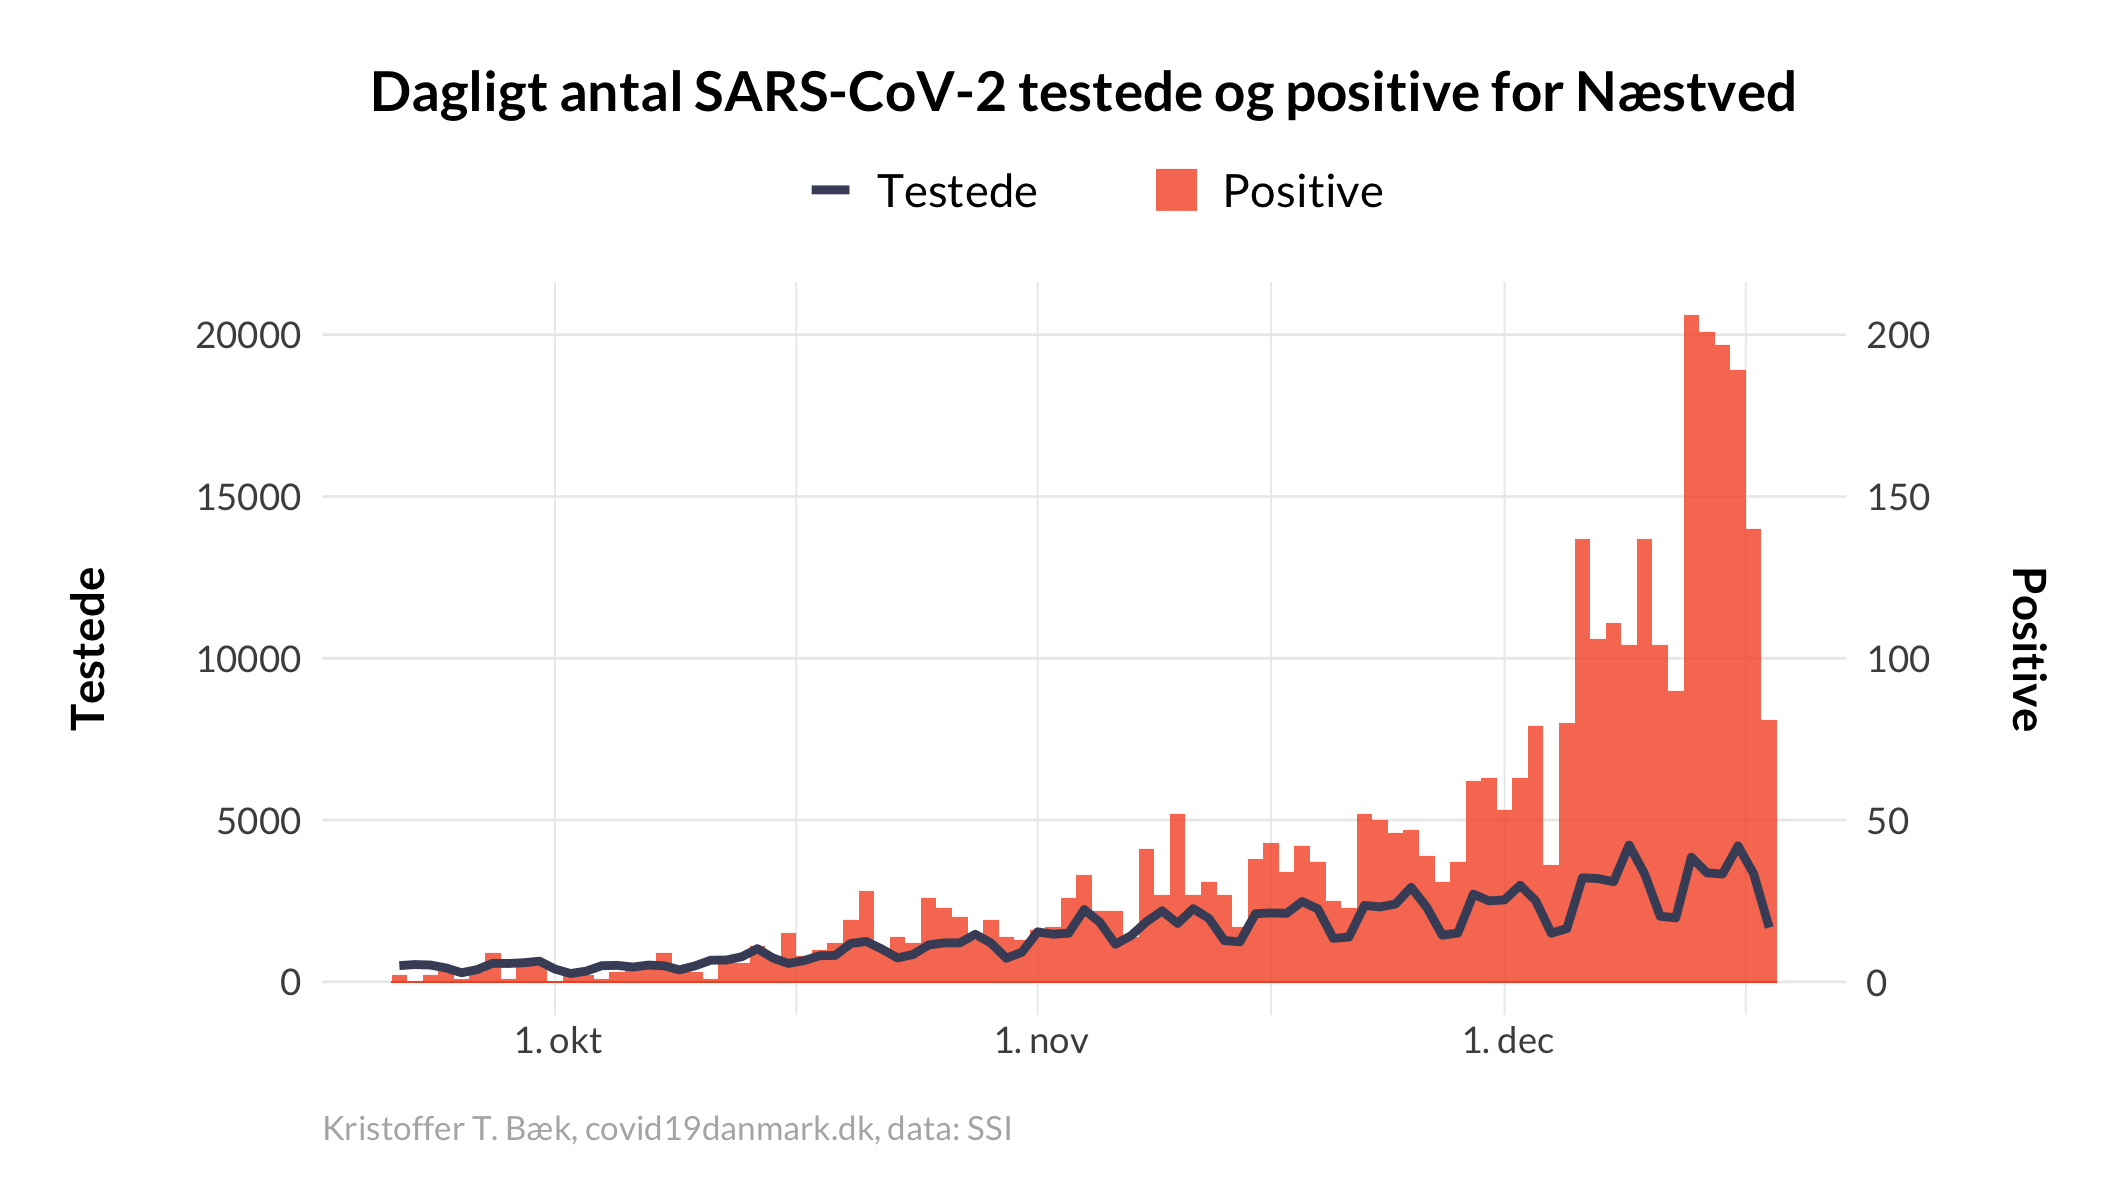 Dagligt antal SARS-CoV-2 testede og positive for Næstved
Testede
Positive
Testede
20000
15000
10000
5000
0
200
150
100
50
0
Positive
1. okt
1. nov
1. dec
Kristoffer T. Bæk, covid19danmark.dk, data: SSI